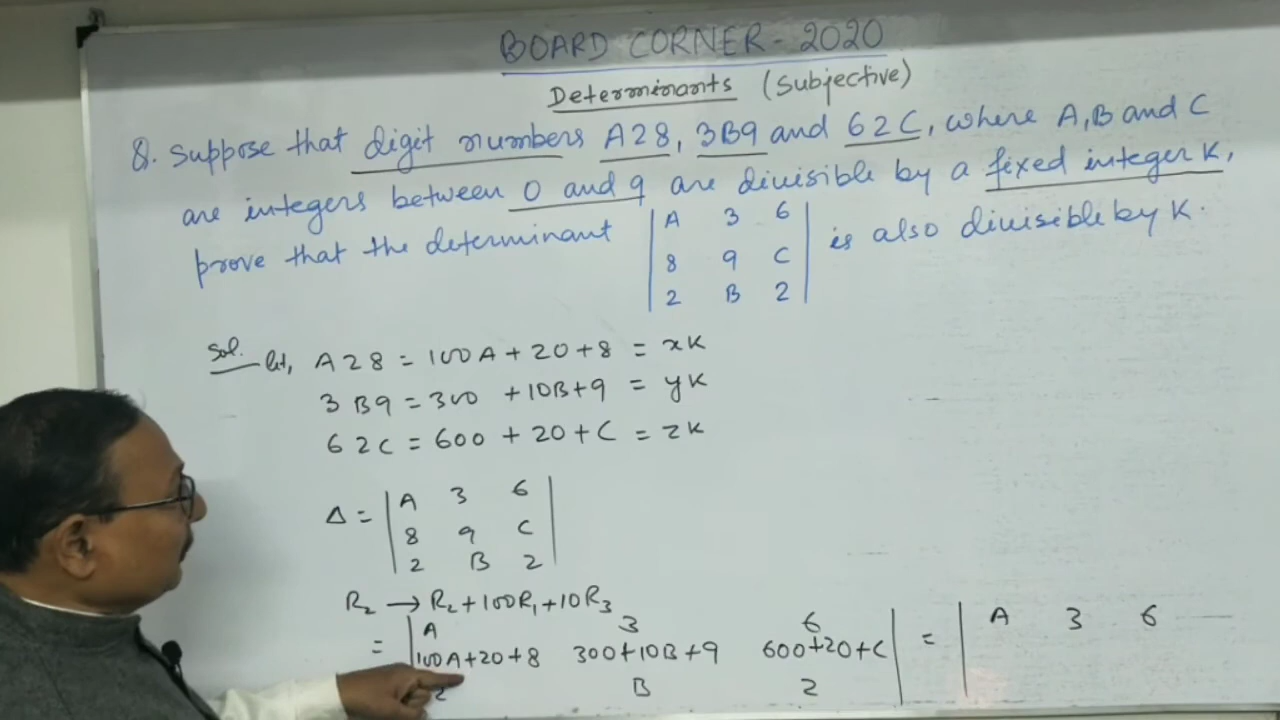 BOARD CORNER - 2020
Determinants (Subjective)
Q. Suppose that digit numbers A28, 3B9 and 62C, where A, B and C
are integers between 0 and 9 are divisible by a fixed integer K,
prove that the determinant | A 3 6 | is also divisible by K.
| 8 9 C |
| 2 B 2 |
Sol. let, A28 = 100A + 20 + 8 = xK
3B9 = 300 + 10B + 9 = yK
62C = 600 + 20 + C = zK
Δ = | A 3 6 |
| 8 9 C |
| 2 B 2 |
R₂ → R₂ + 100R₁ + 10R₃
= | A 3 6 | = | A 3 6
| 100A+20+8 300+10B+9 600+20+C |
| 2 B 2 |